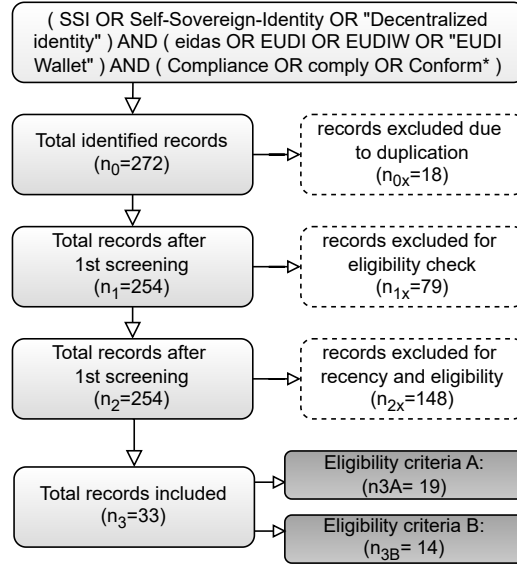 ( SSI OR Self-Sovereign-Identity OR "Decentralized
identity" ) AND ( eidas OR EUDI OR EUDIW OR "EUDI
Wallet" ) AND ( Compliance OR comply OR Conform* )
Total identified records
(n0=272)
records excluded due
to duplication
(n0x=18)
Total records after
1st screening
(n1=254)
records excluded for
eligibility check
(n1x=79)
Total records after
1st screening
(n2=254)
records excluded for
recency and eligibility
(n2x=148)
Total records included
(n3=33)
Eligibility criteria A:
(n3A= 19)
Eligibility criteria B:
(n3B= 14)